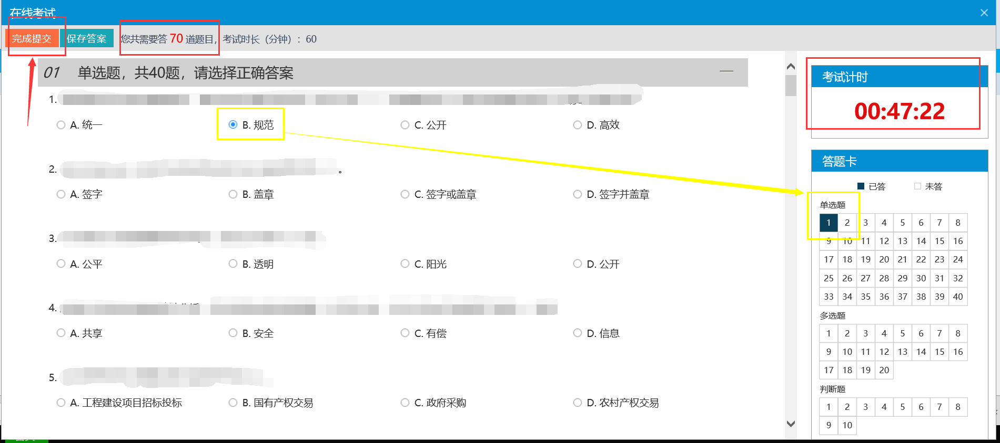 在线考试
完成提交 保存答案 您共需要答 70 道题目，考试时长（分钟）：60
01 单选题，共40题，请选择正确答案
1.
A. 统一 B. 规范 C. 公开 D. 高效
2. 。
A. 签字 B. 盖章 C. 签字或盖章 D. 签字并盖章
3.
A. 公平 B. 透明 C. 阳光 D. 公开
4.
A. 共享 B. 安全 C. 有偿 D. 信息
5.
A. 工程建设项目招标投标 B. 国有产权交易 C. 政府采购 D. 农村产权交易
考试计时
00:47:22
答题卡
已答 未答
单选题
1 2 3 4 5 6 7 8
9 10 11 12 13 14 15 16
17 18 19 20 21 22 23 24
25 26 27 28 29 30 31 32
33 34 35 36 37 38 39 40
多选题
1 2 3 4 5 6 7 8
9 10 11 12 13 14 15 16
17 18 19 20
判断题
1 2 3 4 5 6 7 8
9 10